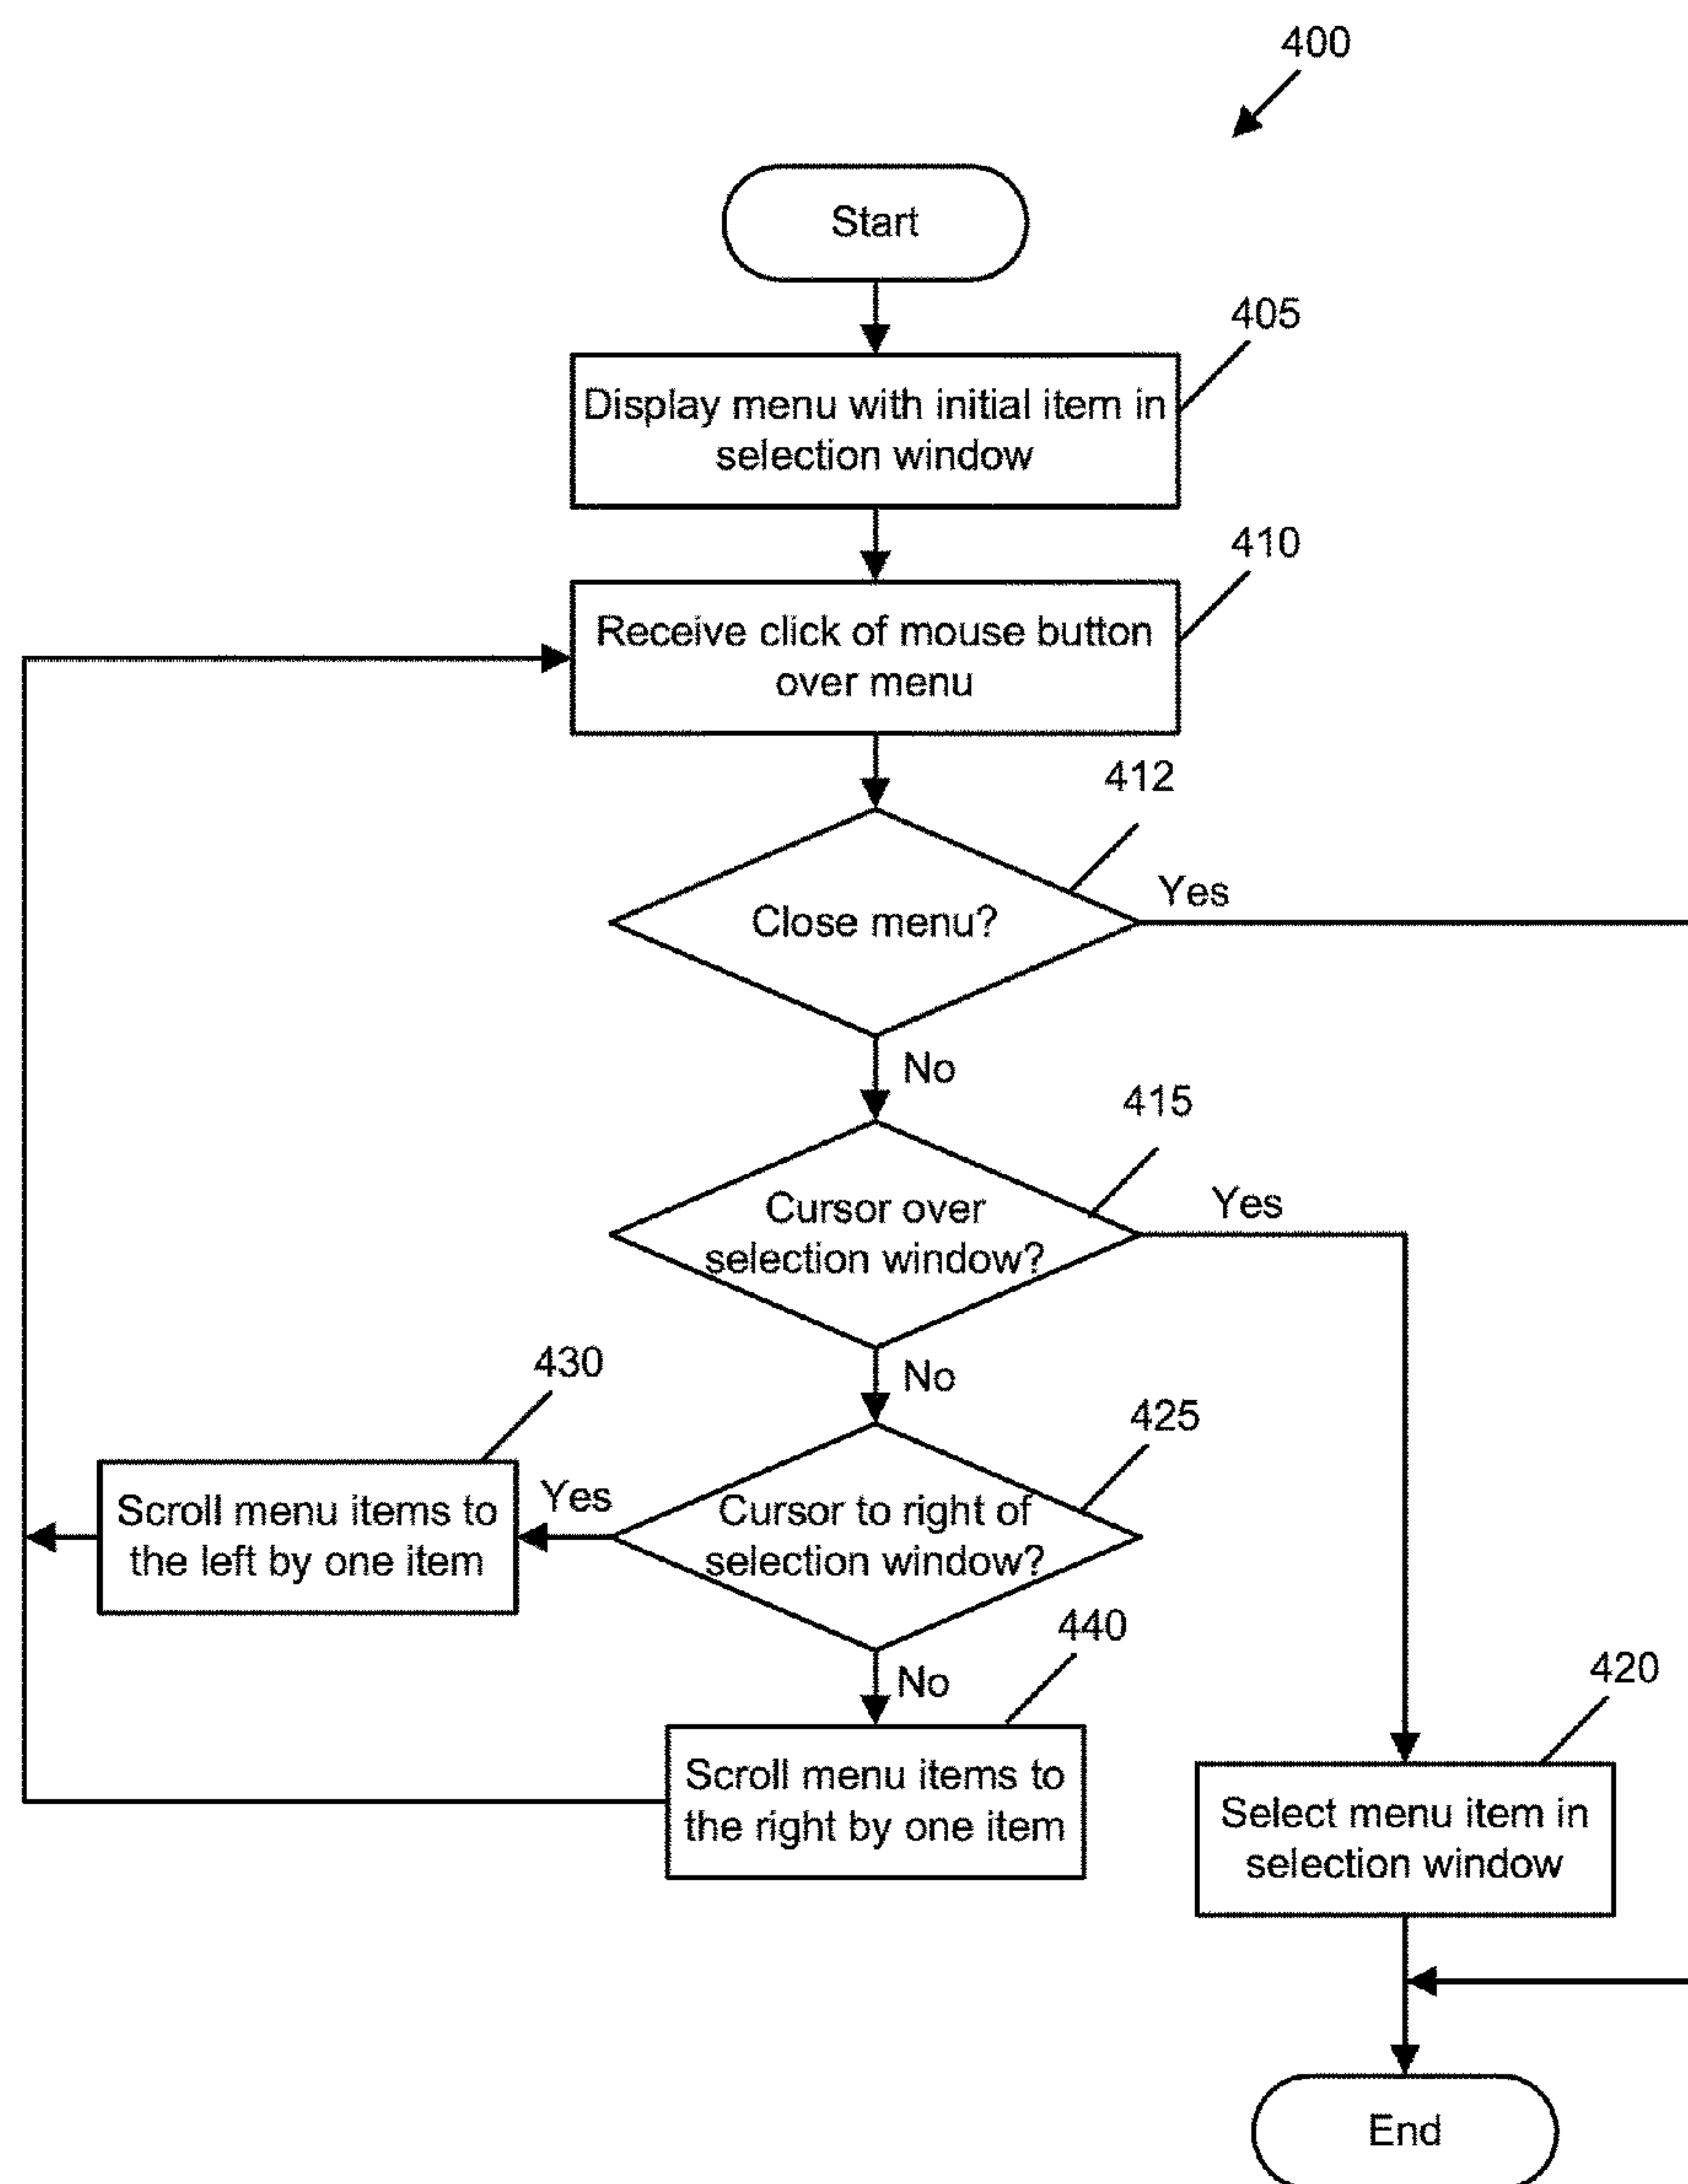 400
Start
405
Display menu with initial item in
selection window
410
Receive click of mouse button
over menu
412
Close menu?
Yes
No
415
Cursor over
selection window?
Yes
No
430
425
Scroll menu items to
the left by one item
Yes
Cursor to right of
selection window?
440
No
420
Scroll menu items to
the right by one item
Select menu item in
selection window
End